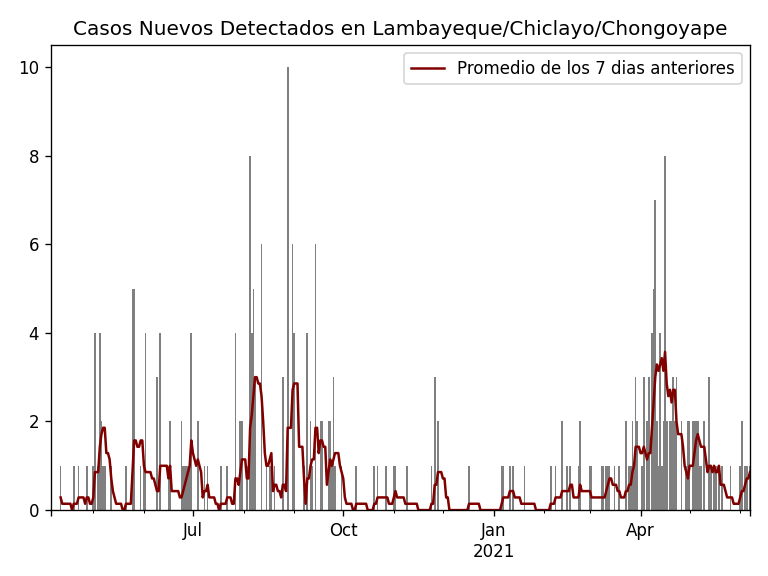 Casos Nuevos Detectados en Lambayeque/Chiclayo/Chongoyape
Promedio de los 7 dias anteriores
10
8
6
4
2
0
Jul
Oct
Jan
2021
Apr